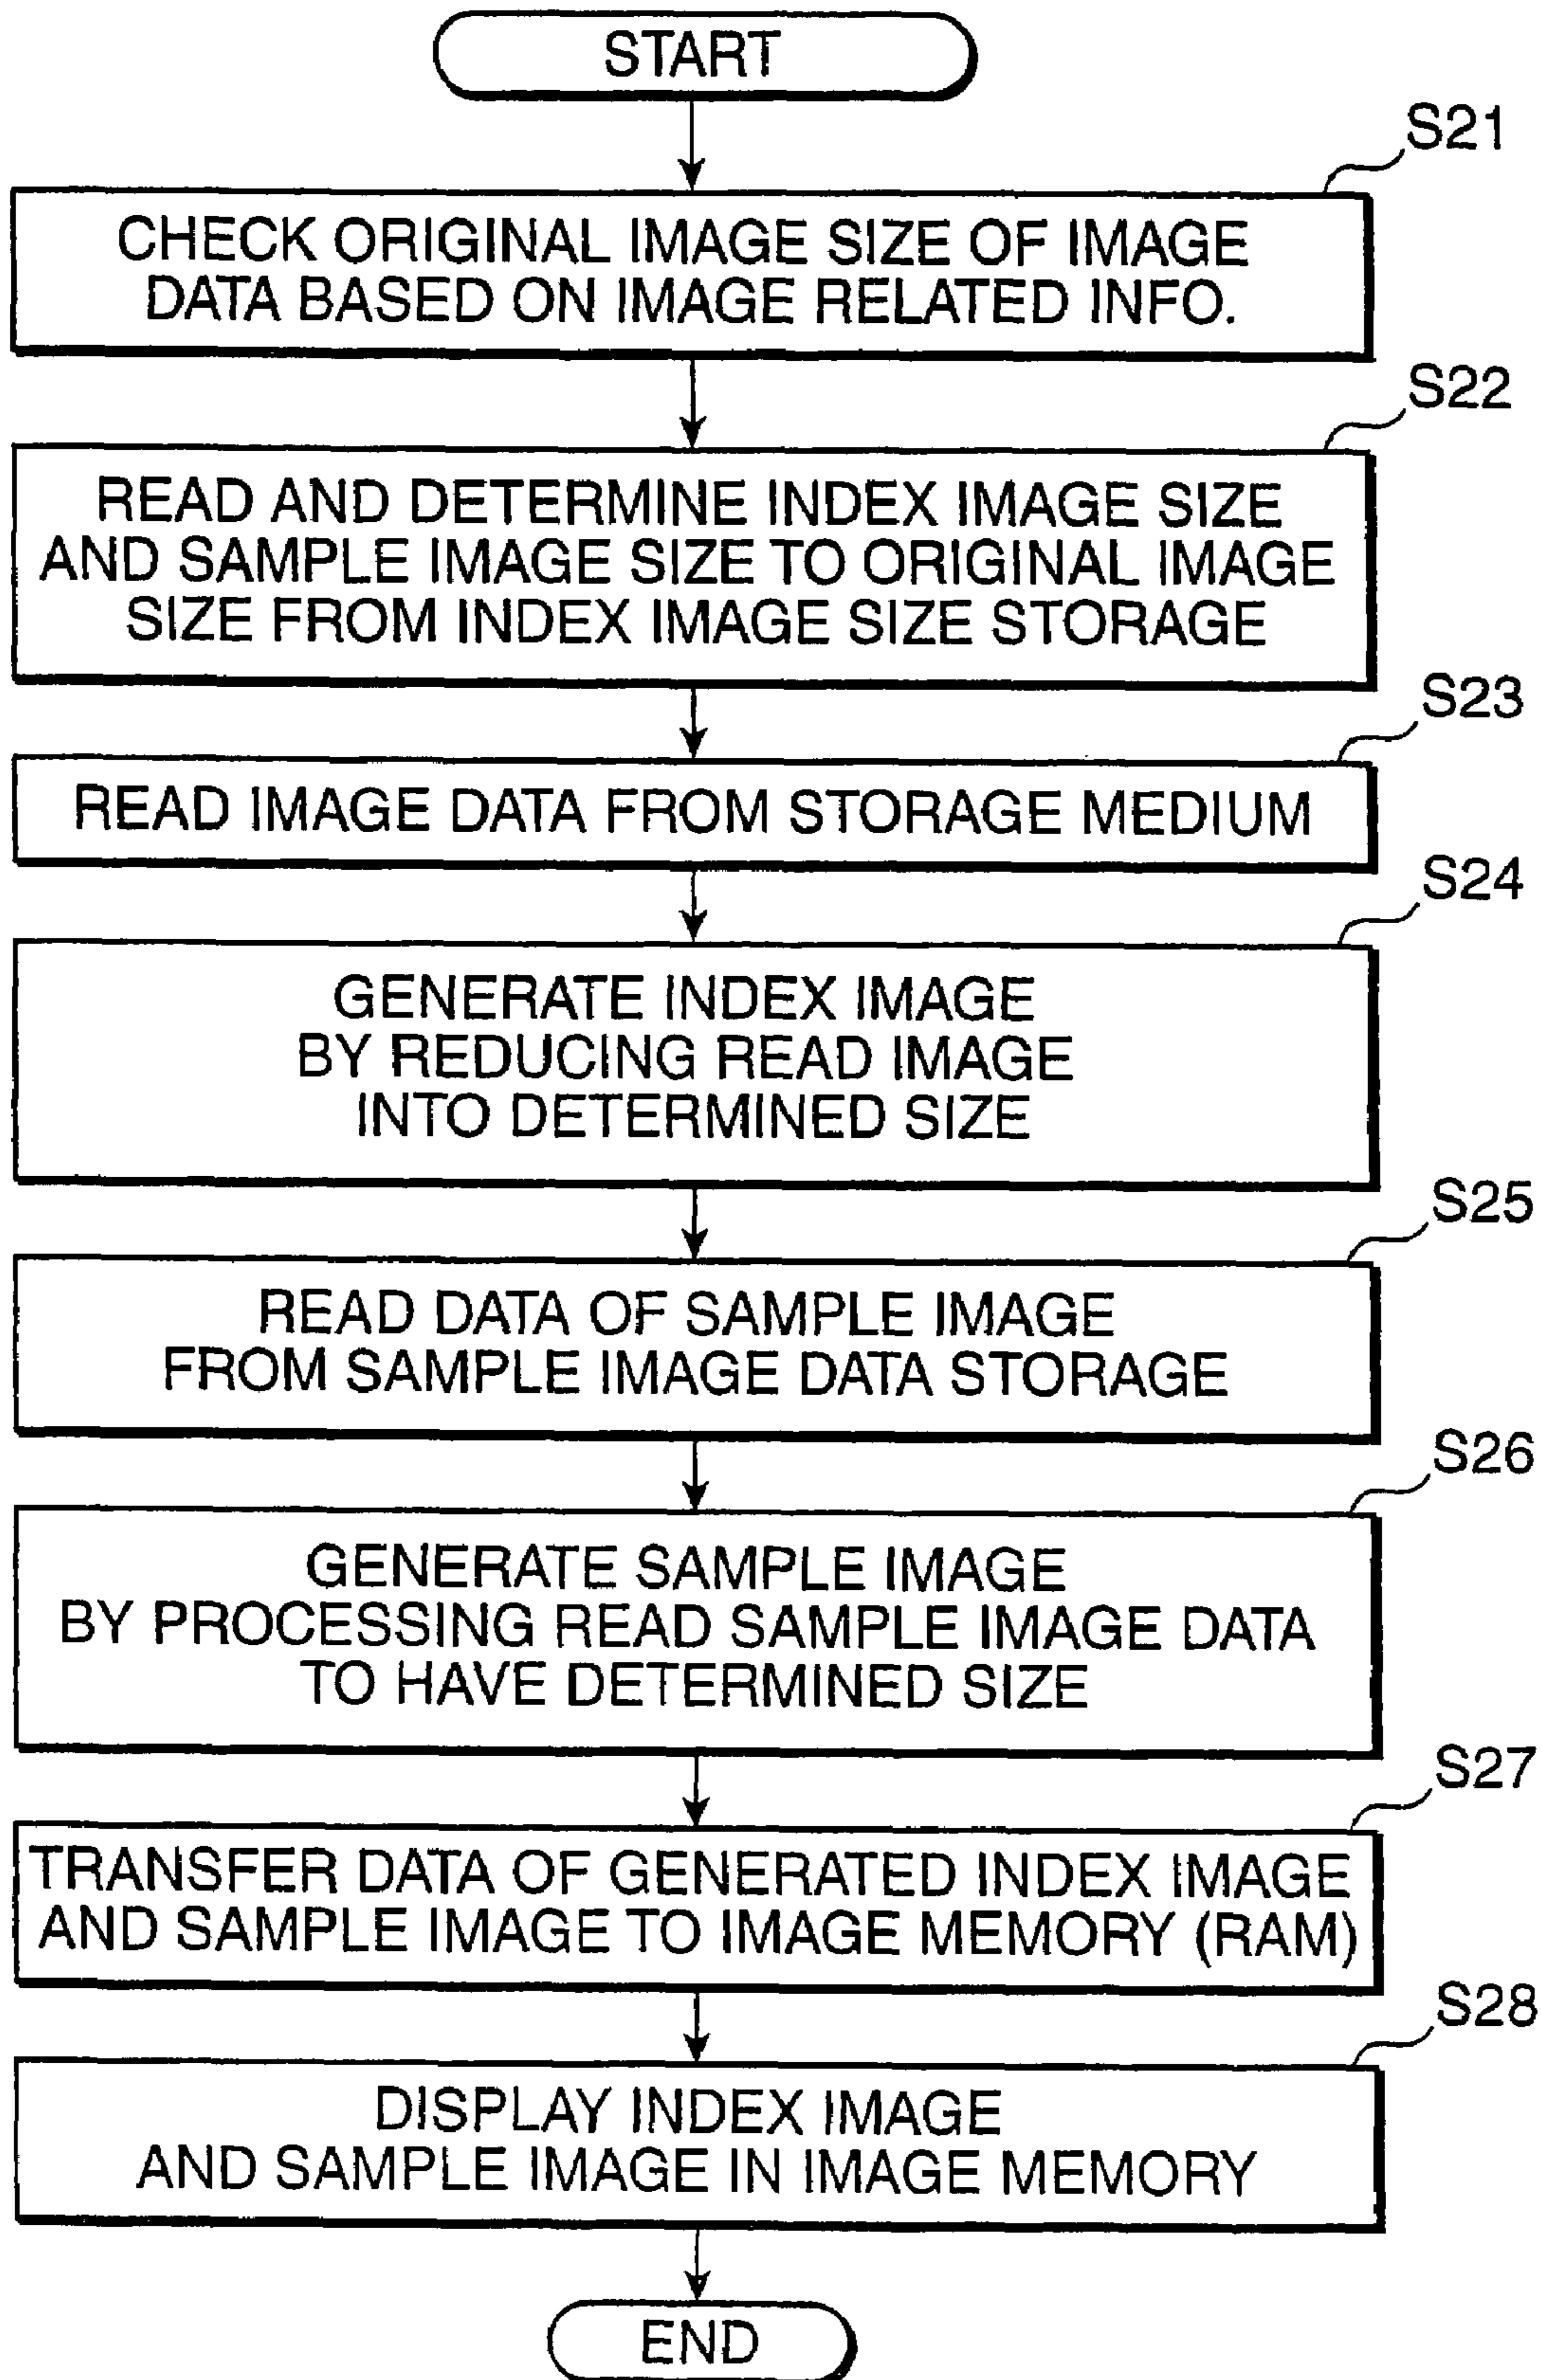 START
S21
CHECK ORIGINAL IMAGE SIZE OF IMAGE
DATA BASED ON IMAGE RELATED INFO.
S22
READ AND DETERMINE INDEX IMAGE SIZE
AND SAMPLE IMAGE SIZE TO ORIGINAL IMAGE
SIZE FROM INDEX IMAGE SIZE STORAGE
S23
READ IMAGE DATA FROM STORAGE MEDIUM
S24
GENERATE INDEX IMAGE
BY REDUCING READ IMAGE
INTO DETERMINED SIZE
S25
READ DATA OF SAMPLE IMAGE
FROM SAMPLE IMAGE DATA STORAGE
S26
GENERATE SAMPLE IMAGE
BY PROCESSING READ SAMPLE IMAGE DATA
TO HAVE DETERMINED SIZE
S27
TRANSFER DATA OF GENERATED INDEX IMAGE
AND SAMPLE IMAGE TO IMAGE MEMORY (RAM)
S28
DISPLAY INDEX IMAGE
AND SAMPLE IMAGE IN IMAGE MEMORY
END